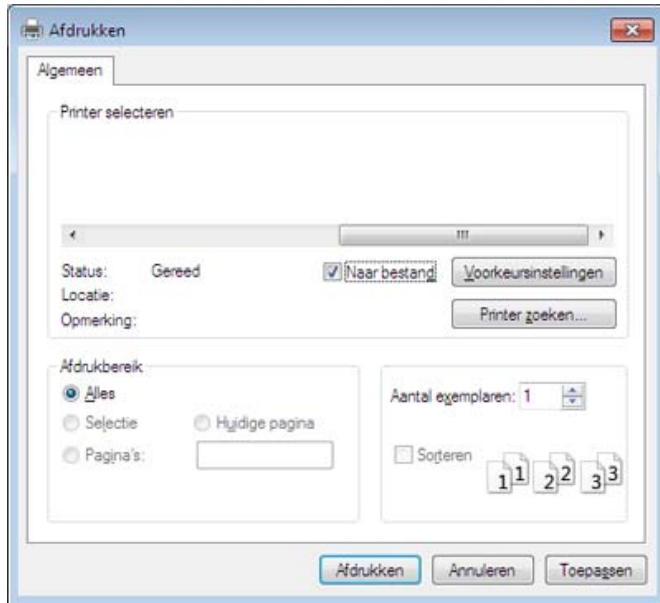 Afdrukken
Algemeen
Printer selecteren
Status: Gereed
Naar bestand
Voorkeursinstellingen
Locatie:
Opmerking:
Printer zoeken...
Afdrukbereik
Alles
Selectie
Huidige pagina
Pagina's:
Aantal exemplaren: 1
Sorteren
1 1 2 2 3 3
Afdrukken
Annuleren
Toepassen